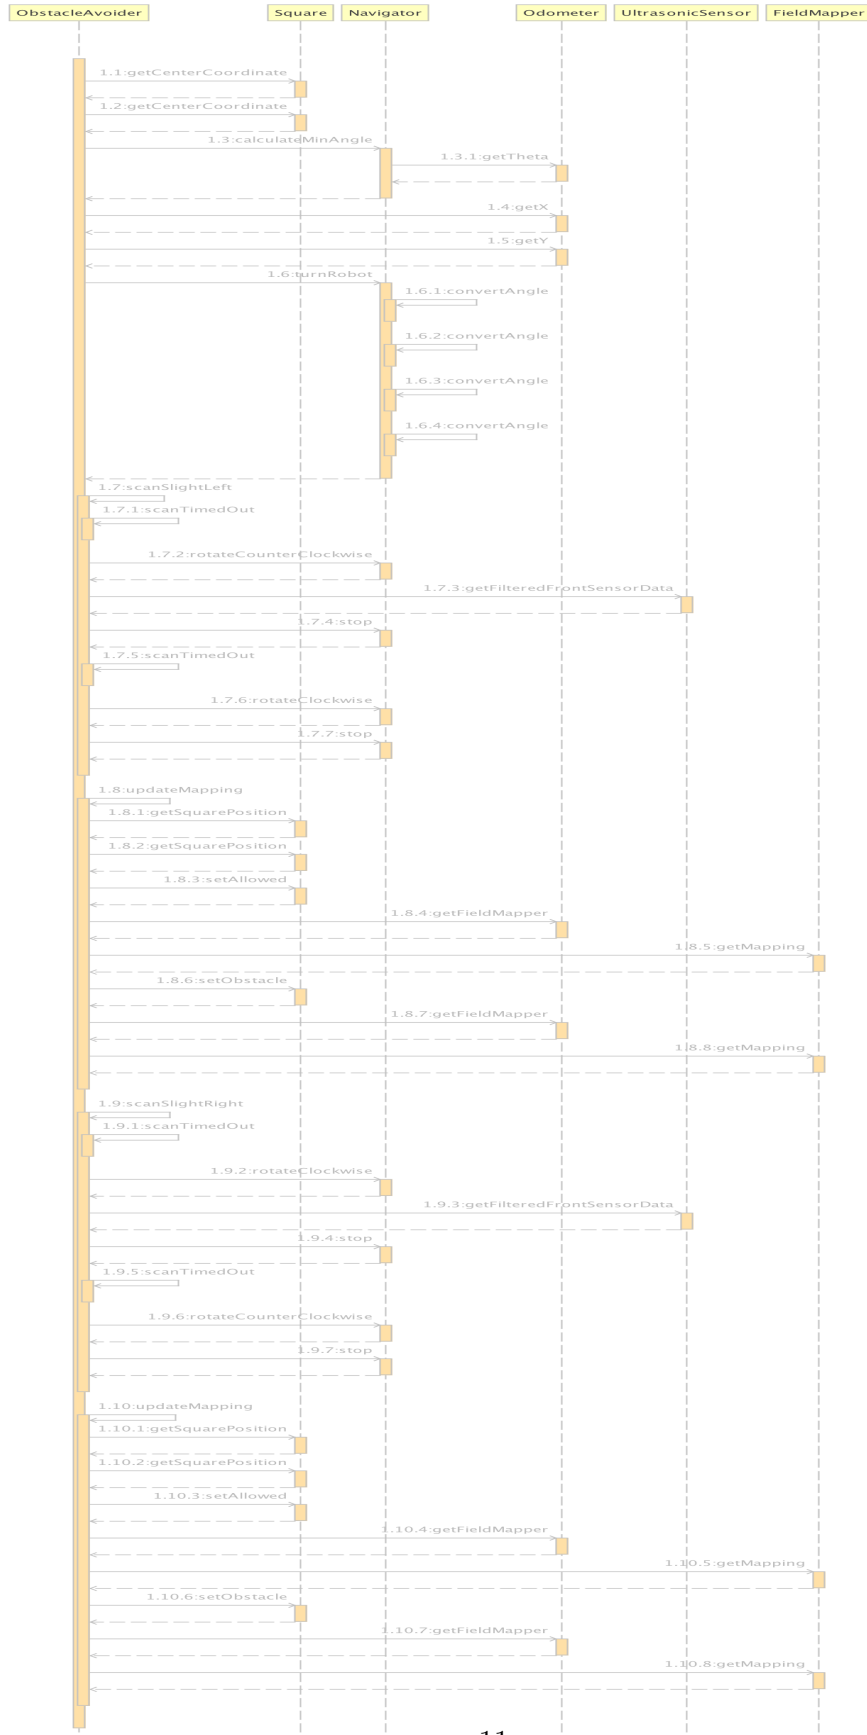 ObstacleAvoider Square Navigator Odometer UltrasonicSensor FieldMapper
1.1:getCenterCoordinate
1.2:getCenterCoordinate
1.3:calculateMinAngle
1.3.1:getTheta
1.4:getX
1.5:getY
1.6:turnRobot
1.6.1:convertAngle
1.6.2:convertAngle
1.6.3:convertAngle
1.6.4:convertAngle
1.7:scanSlightLeft
1.7.1:scanTimedOut
1.7.2:rotateCounterClockwise
1.7.3:getFilteredFrontSensorData
1.7.4:stop
1.7.5:scanTimedOut
1.7.6:rotateClockwise
1.7.7:stop
1.8:updateMapping
1.8.1:getSquarePosition
1.8.2:getSquarePosition
1.8.3:setAllowed
1.8.4:getFieldMapper
1.8.5:getMapping
1.8.6:setObstacle
1.8.7:getFieldMapper
1.8.8:getMapping
1.9:scanSlightRight
1.9.1:scanTimedOut
1.9.2:rotateClockwise
1.9.3:getFilteredFrontSensorData
1.9.4:stop
1.9.5:scanTimedOut
1.9.6:rotateCounterClockwise
1.9.7:stop
1.10:updateMapping
1.10.1:getSquarePosition
1.10.2:getSquarePosition
1.10.3:setAllowed
1.10.4:getFieldMapper
1.10.5:getMapping
1.10.6:setObstacle
1.10.7:getFieldMapper
1.10.8:getMapping